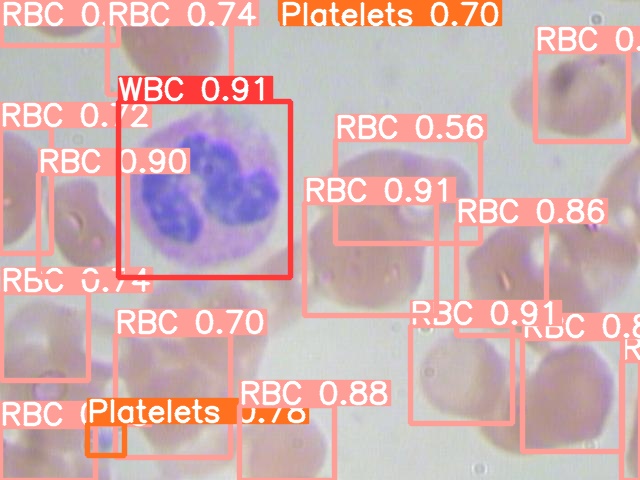 RBC 0.
RBC 0.74
Platelets 0.70
RBC 0.
WBC 0.91
RBC 0.72
RBC 0.56
RBC 0.90
RBC 0.91
RBC 0.86
RBC 0.74
RBC 0.70
RBC 0.91
RBC 0.8
RBC 0.88
RBC
Platelets 0.78